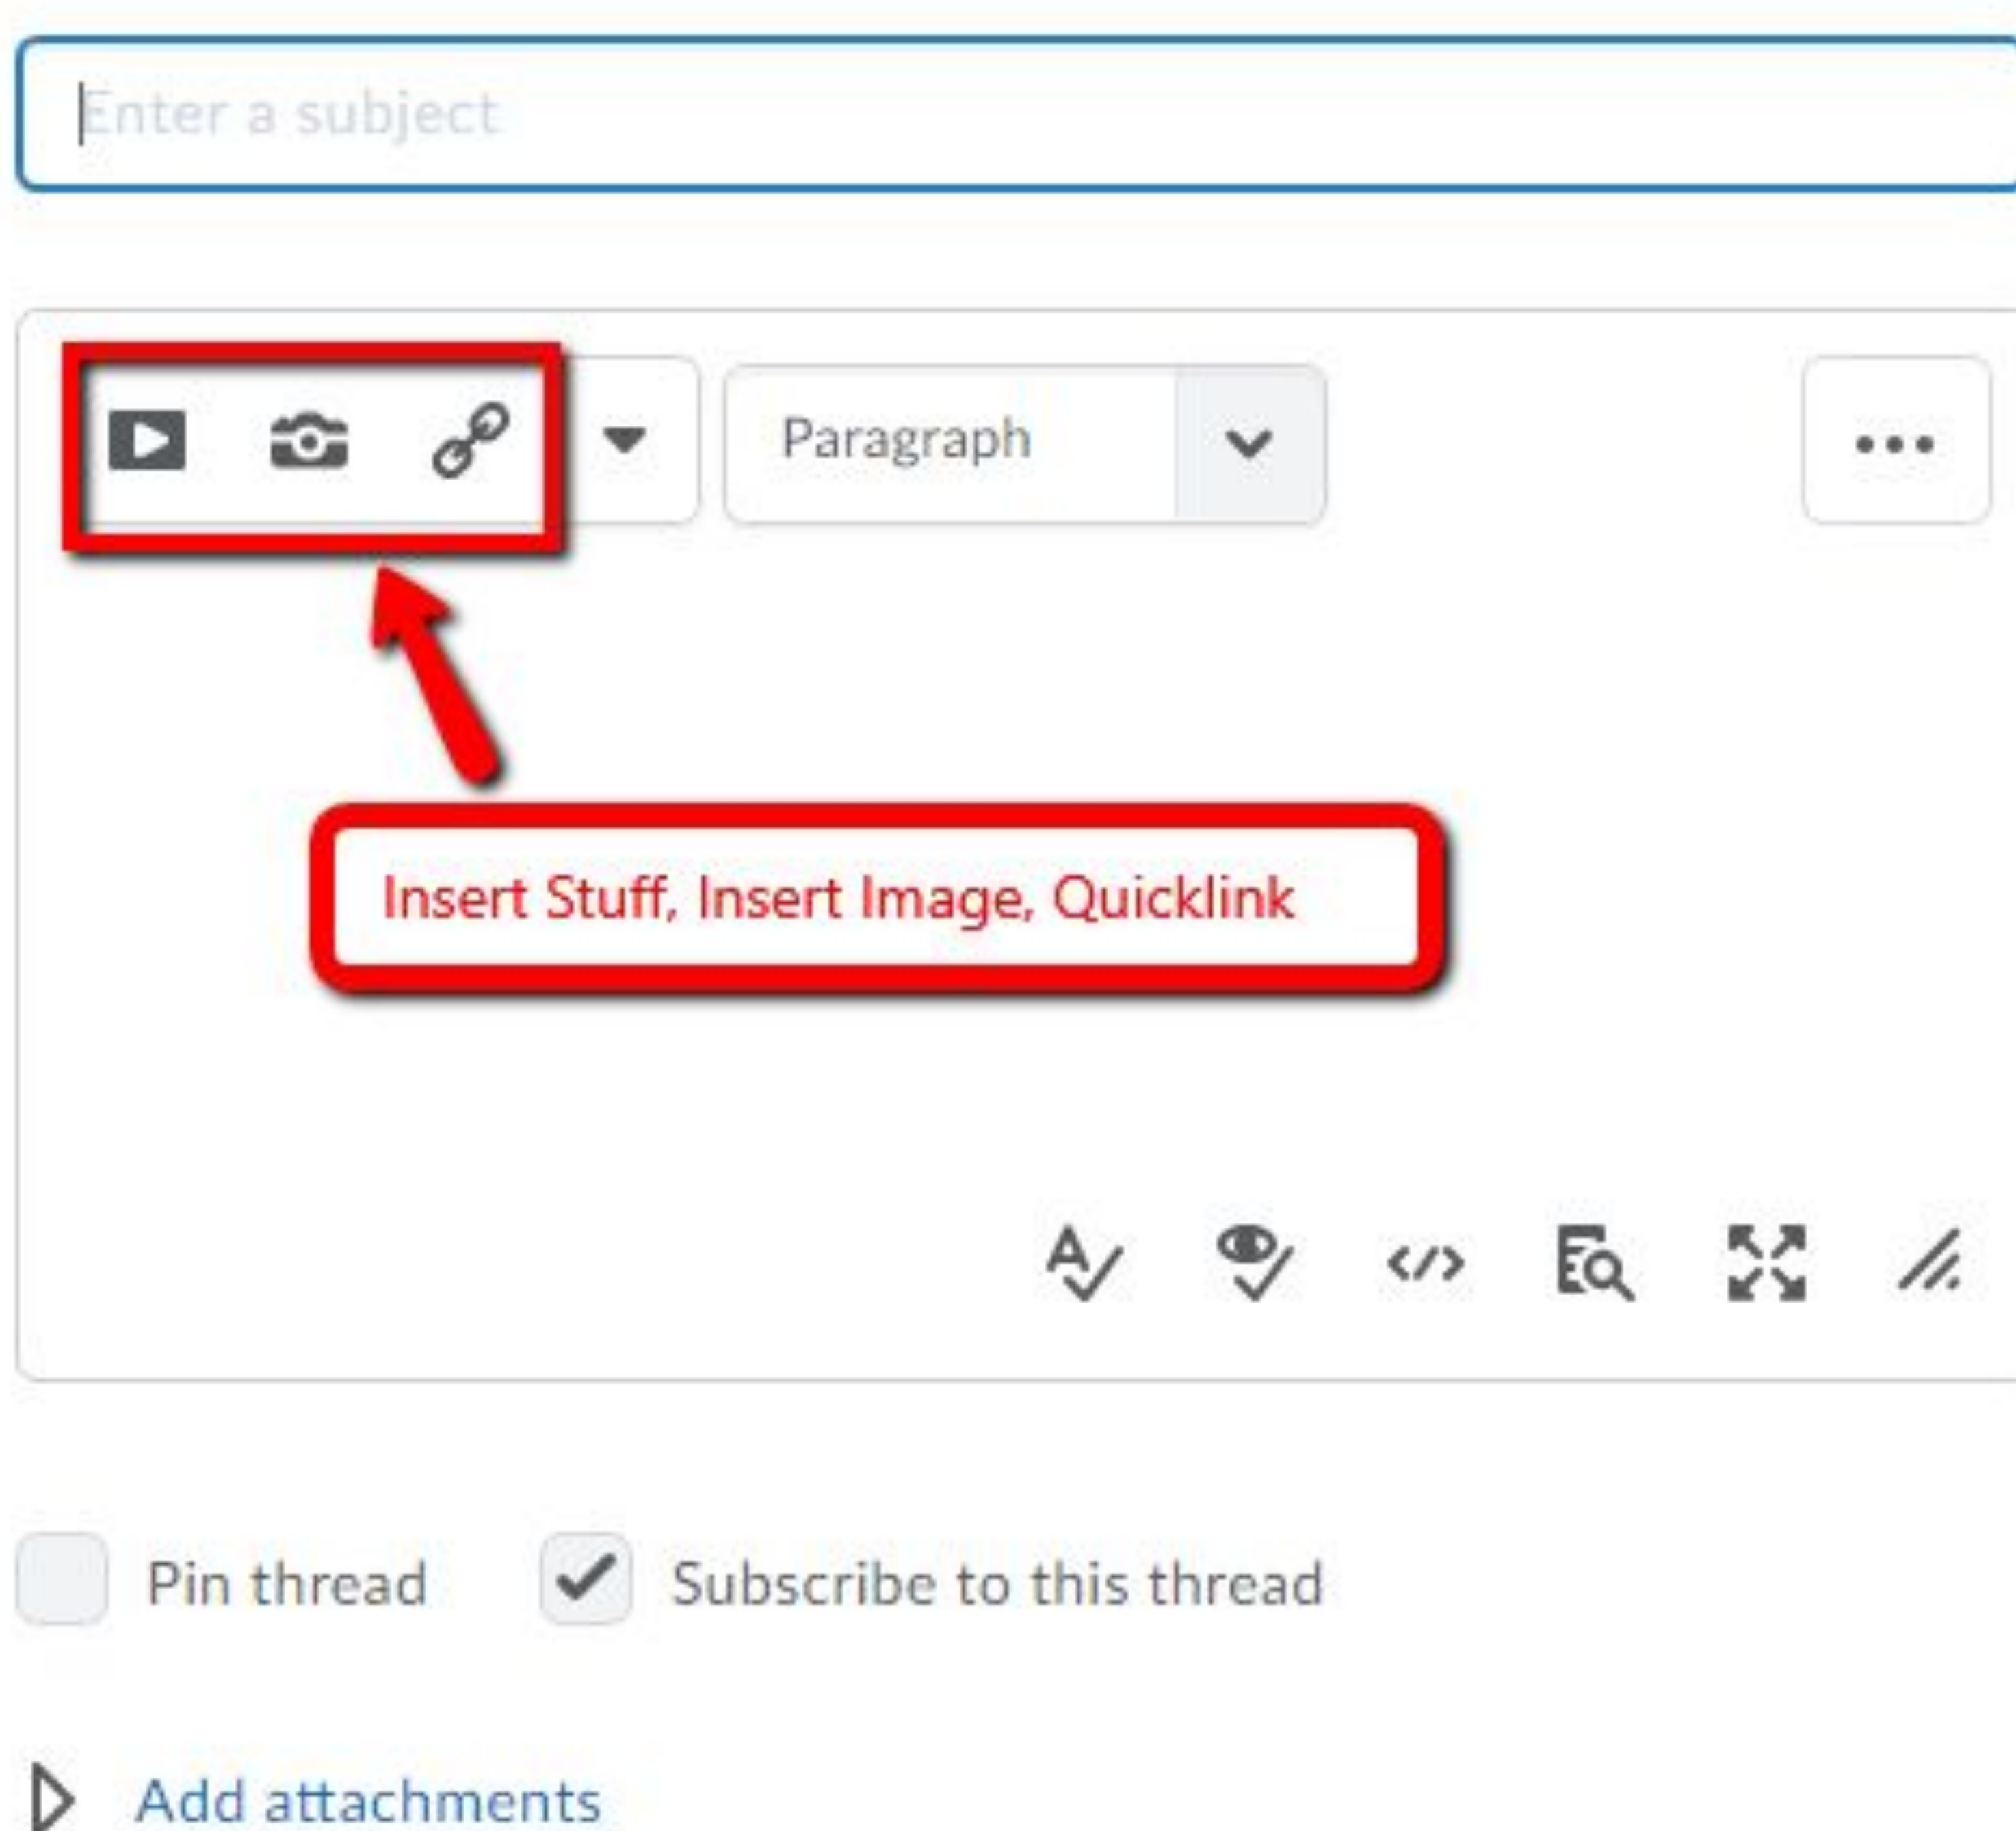 Enter a subject
Paragraph
Insert Stuff, Insert Image, Quicklink
Pin thread Subscribe to this thread
Add attachments